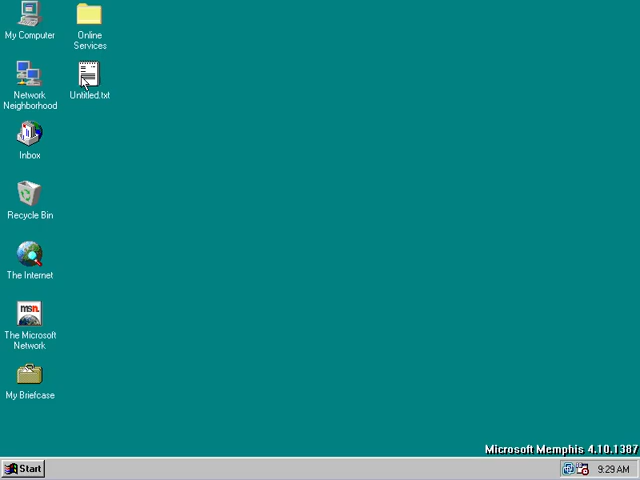 My Computer
Online
Services
Network
Neighborhood
Untitled.txt
Inbox
Recycle Bin
The Internet
msn.
The Microsoft
Network
My Briefcase
Microsoft Memphis 4.10.1387
Start
9:29 AM